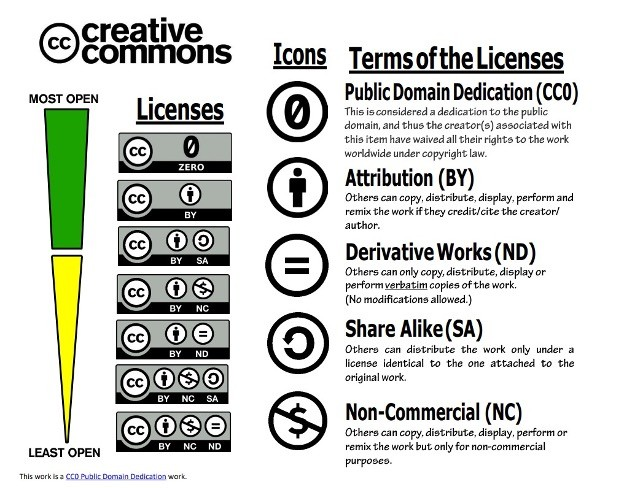 cc creative
commons
MOST OPEN
Licenses
cc 0
ZERO
cc
BY
cc
BY SA
cc $
BY NC
cc =
BY ND
cc $
BY NC SA
cc $ =
BY NC ND
LEAST OPEN
Icons
Terms of the Licenses
0
Public Domain Dedication (CC0)
This is considered a dedication to the public
domain, and thus the creator(s) associated with
this item have waived all their rights to the work
worldwide under copyright law.
Attribution (BY)
Others can copy, distribute, display, perform and
remix the work if they credit/cite the creator/
author.
=
Derivative Works (ND)
Others can only copy, distribute, display or
perform verbatim copies of the work.
(No modifications allowed.)
Share Alike (SA)
Others can distribute the work only under a
license identical to the one attached to the
original work.
$
Non-Commercial (NC)
Others can copy, distribute, display, perform or
remix the work but only for non-commercial
purposes.
This work is a CC0 Public Domain Dedication work.